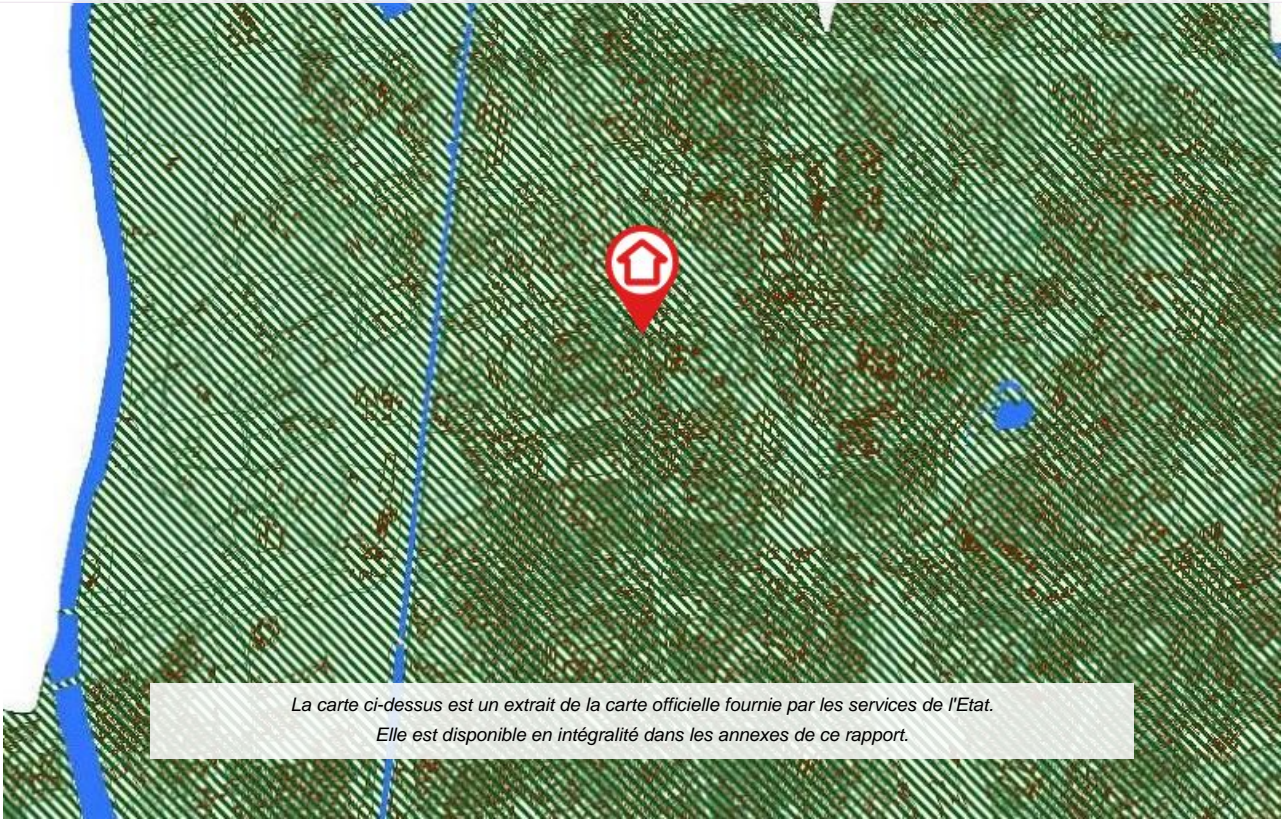 La carte ci-dessus est un extrait de la carte officielle fournie par les services de l'Etat.
Elle est disponible en intégralité dans les annexes de ce rapport.